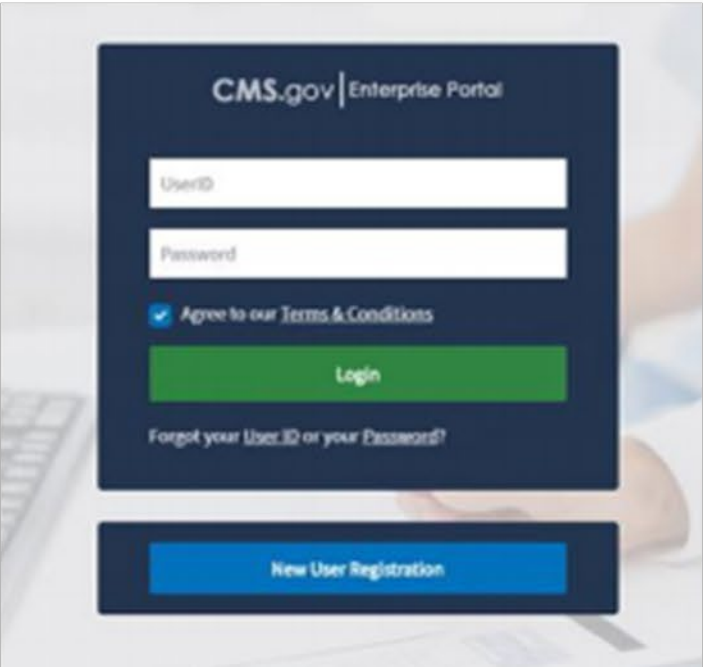 CMS.gov | Enterprise Portal
UserID
Password
Agree to our Terms & Conditions
Login
Forgot your User ID or your Password?
New User Registration